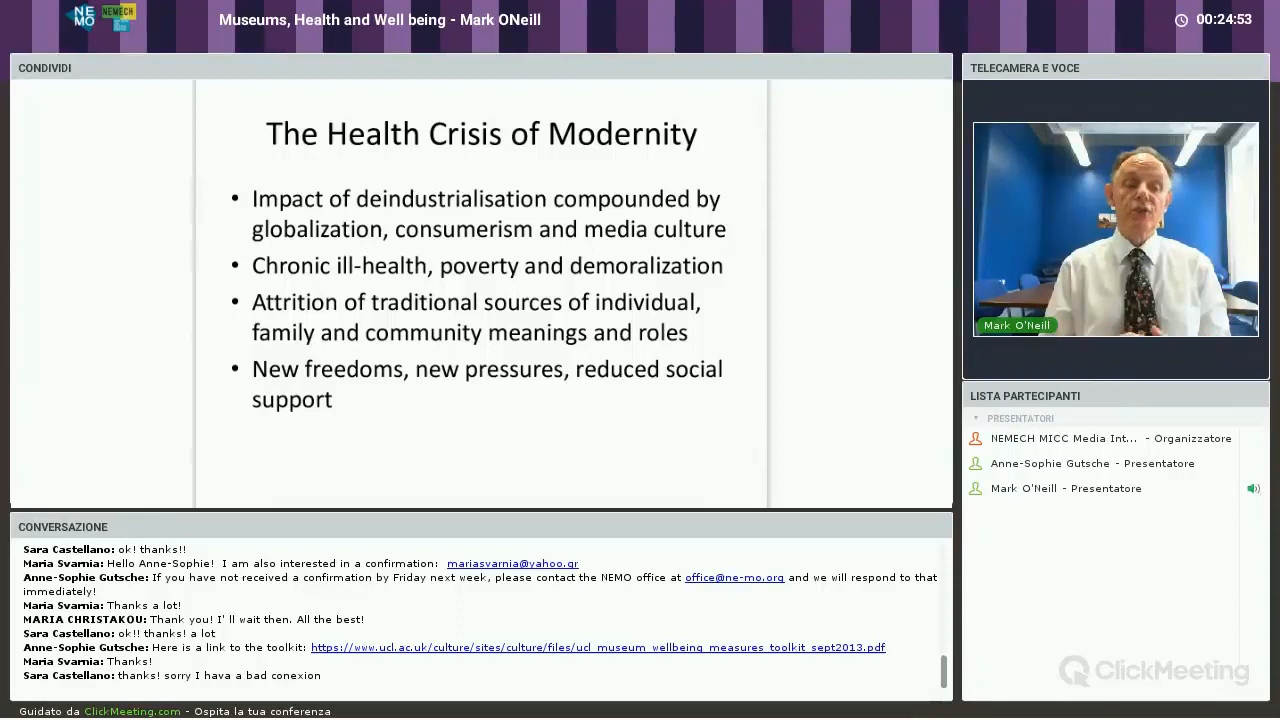 NE
MO
NEMECH
Museums, Health and Well being - Mark ONeill
00:24:53
CONDIVIDI
The Health Crisis of Modernity
• Impact of deindustrialisation compounded by
globalization, consumerism and media culture
• Chronic ill-health, poverty and demoralization
• Attrition of traditional sources of individual,
family and community meanings and roles
• New freedoms, new pressures, reduced social
support
TELECAMERA E VOCE
Mark O'Neill
LISTA PARTECIPANTI
PRESENTATORI
NEMECH MICC Media Int... - Organizzatore
Anne-Sophie Gutsche - Presentatore
Mark O'Neill - Presentatore
CONVERSAZIONE
Sara Castellano: ok! thanks!!
Maria Svarnia: Hello Anne-Sophie! I am also interested in a confirmation: mariasvarnia@yahoo.gr
Anne-Sophie Gutsche: If you have not received a confirmation by Friday next week, please contact the NEMO office at office@ne-mo.org and we will respond to that
immediately!
Maria Svarnia: Thanks a lot!
MARIA CHRISTAKOU: Thank you! I' ll wait then. All the best!
Sara Castellano: ok!! thanks! a lot
Anne-Sophie Gutsche: Here is a link to the toolkit: https://www.ucl.ac.uk/culture/sites/culture/files/ucl_museum_wellbeing_measures_toolkit_sept2013.pdf
Maria Svarnia: Thanks!
Sara Castellano: thanks! sorry I hava a bad conexion
ClickMeeting
Guidato da ClickMeeting.com - Ospita la tua conferenza